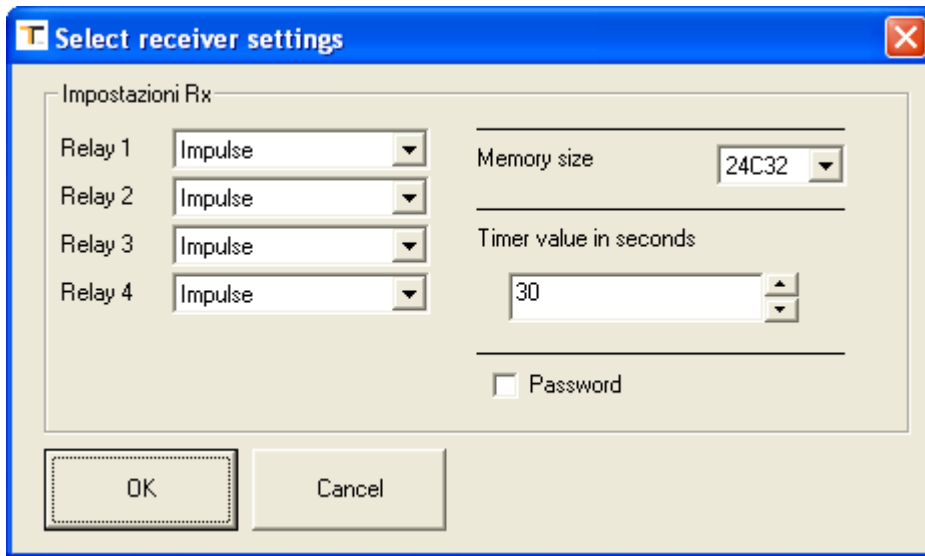 Select receiver settings
Impostazioni Rx
Relay 1 Impulse
Relay 2 Impulse
Relay 3 Impulse
Relay 4 Impulse
Memory size 24C32
Timer value in seconds
30
Password
OK Cancel